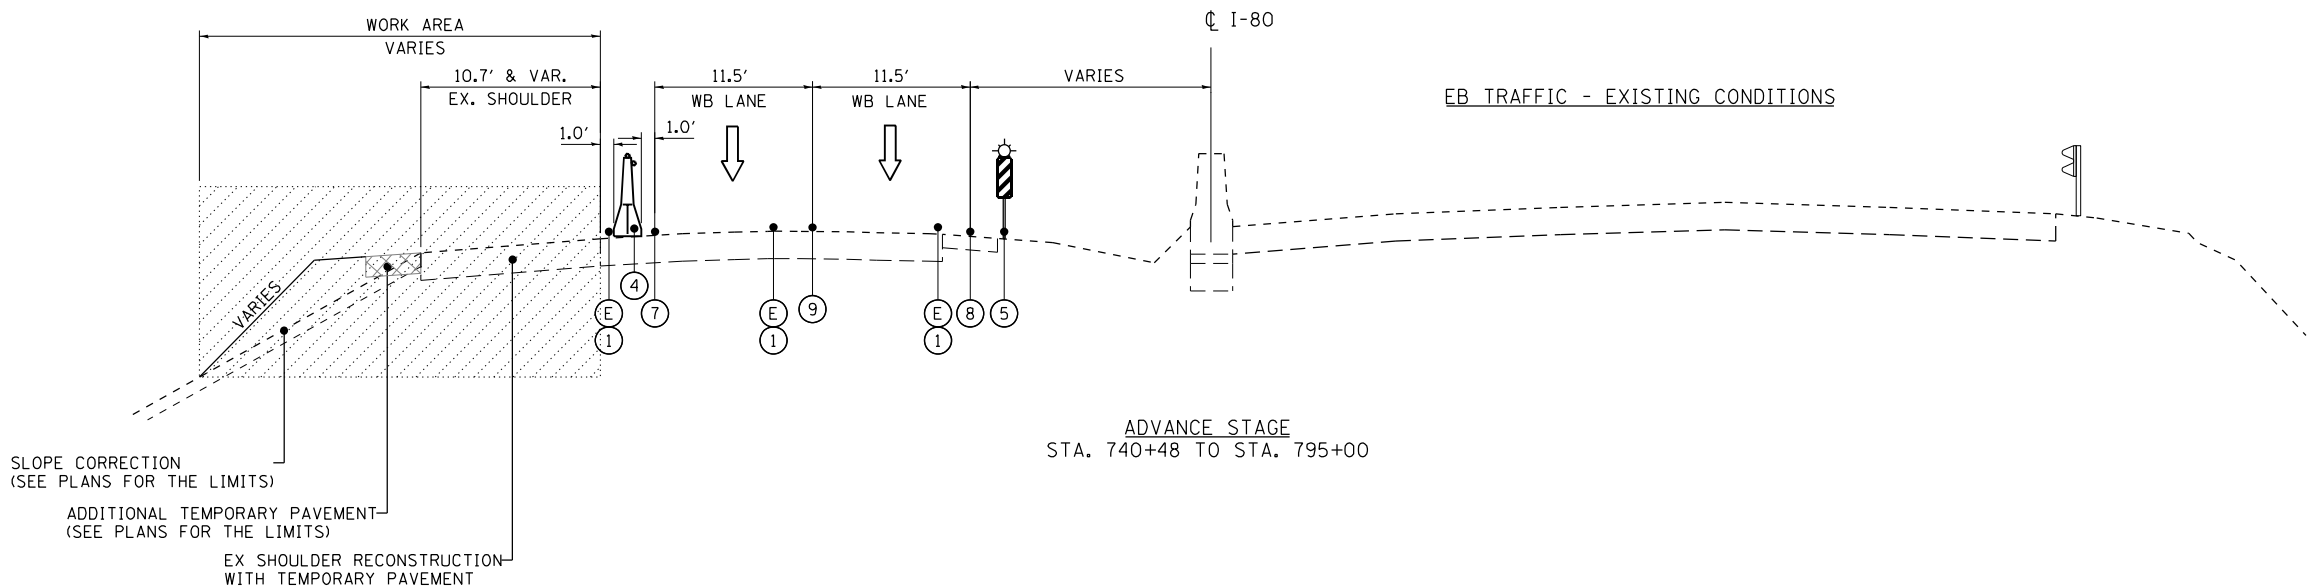 ℄ I-80
WORK AREA
VARIES
10.7' & VAR.
EX. SHOULDER
11.5'
WB LANE
11.5'
WB LANE
VARIES
EB TRAFFIC - EXISTING CONDITIONS
1.0'
1.0'
VARIES
4
E
1
7
E
1
9
E
1
8
5
ADVANCE STAGE
STA. 740+48 TO STA. 795+00
SLOPE CORRECTION
(SEE PLANS FOR THE LIMITS)
ADDITIONAL TEMPORARY PAVEMENT
(SEE PLANS FOR THE LIMITS)
EX SHOULDER RECONSTRUCTION
WITH TEMPORARY PAVEMENT